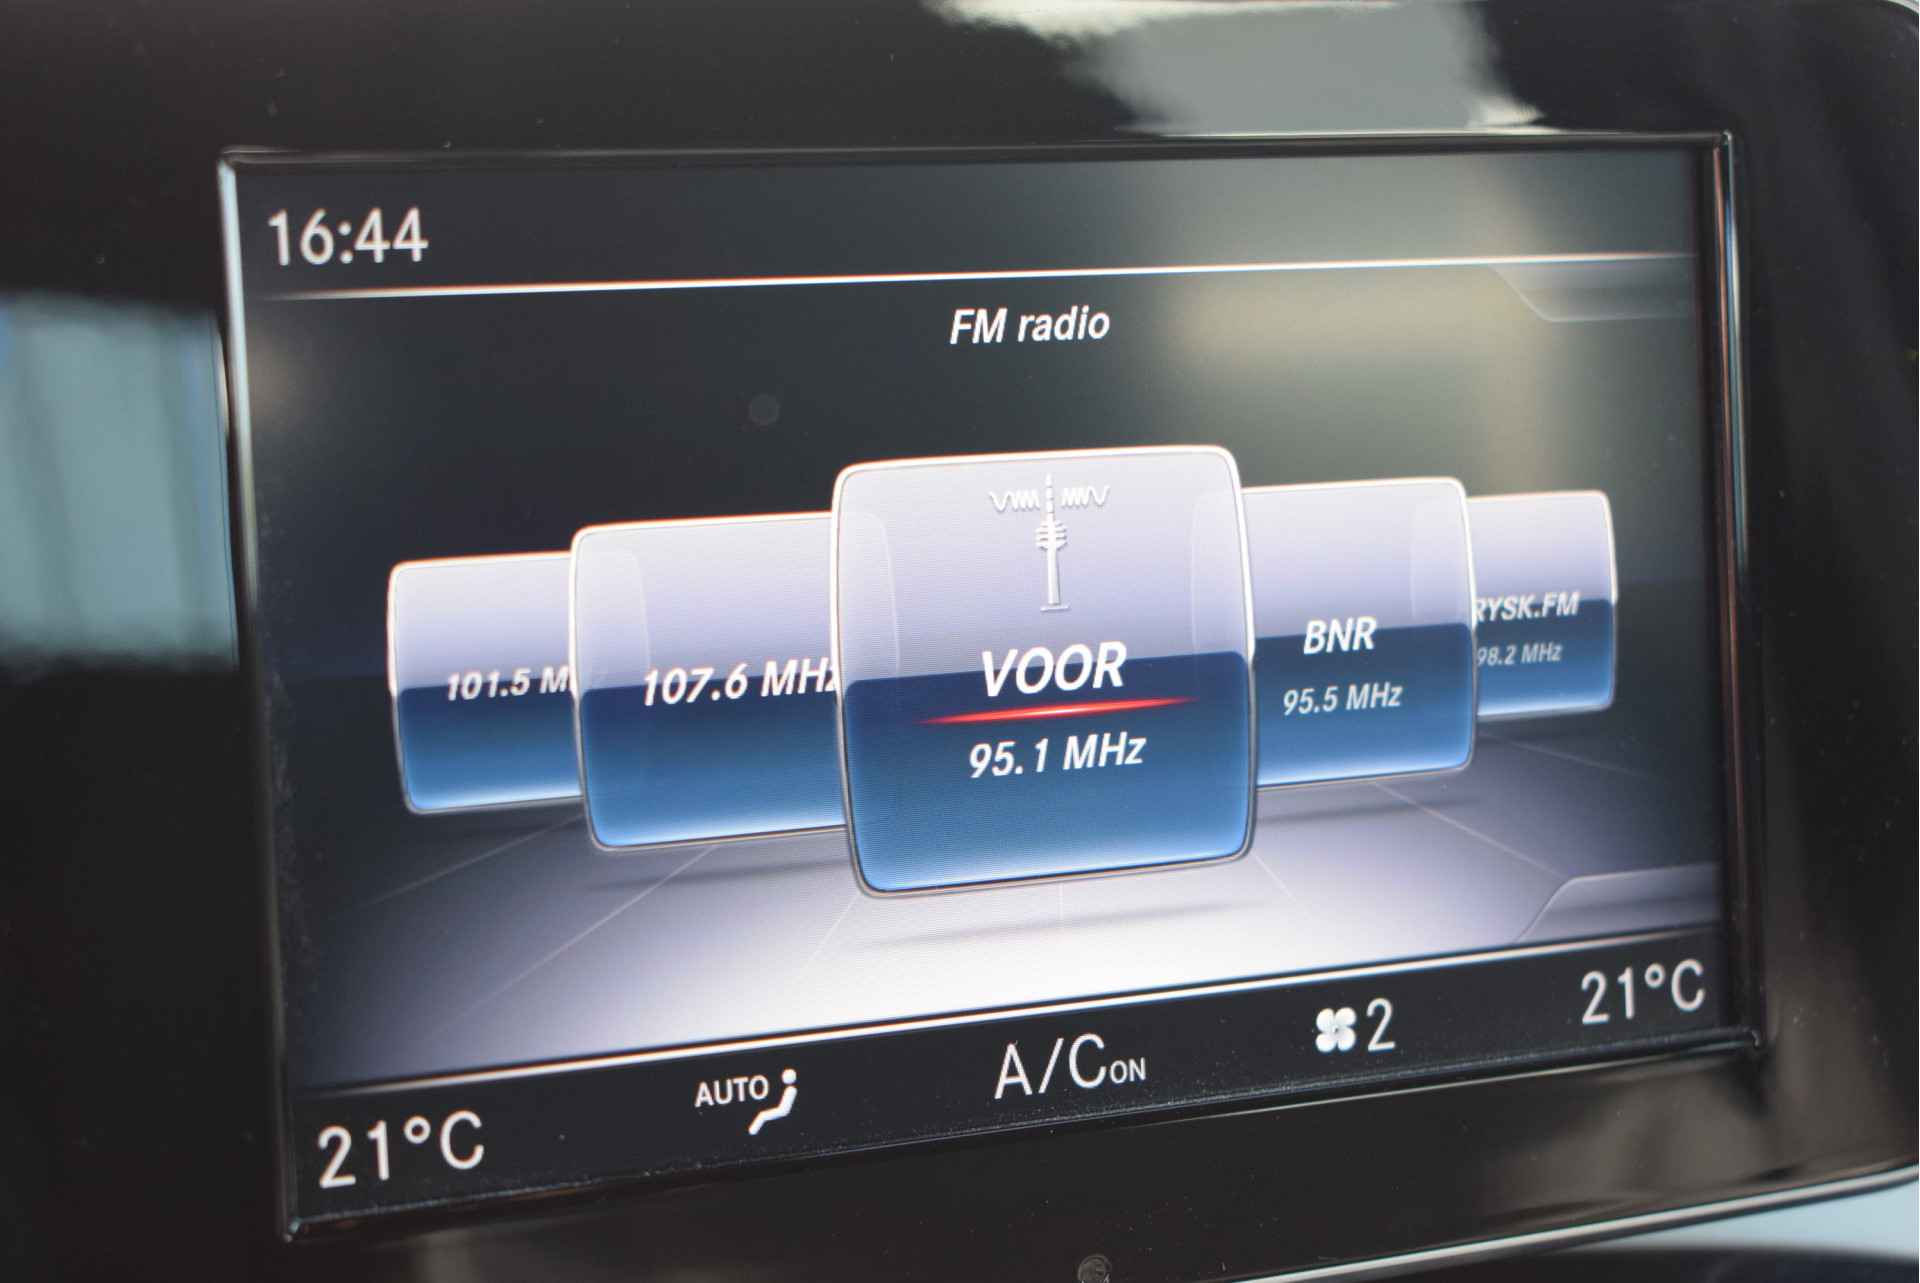 16:44
FM radio
101.5 M
107.6 MHz
VOOR
95.1 MHz
BNR
95.5 MHz
RYSK.FM
98.2 MHz
21°C
AUTO
A/C ON
2
21°C